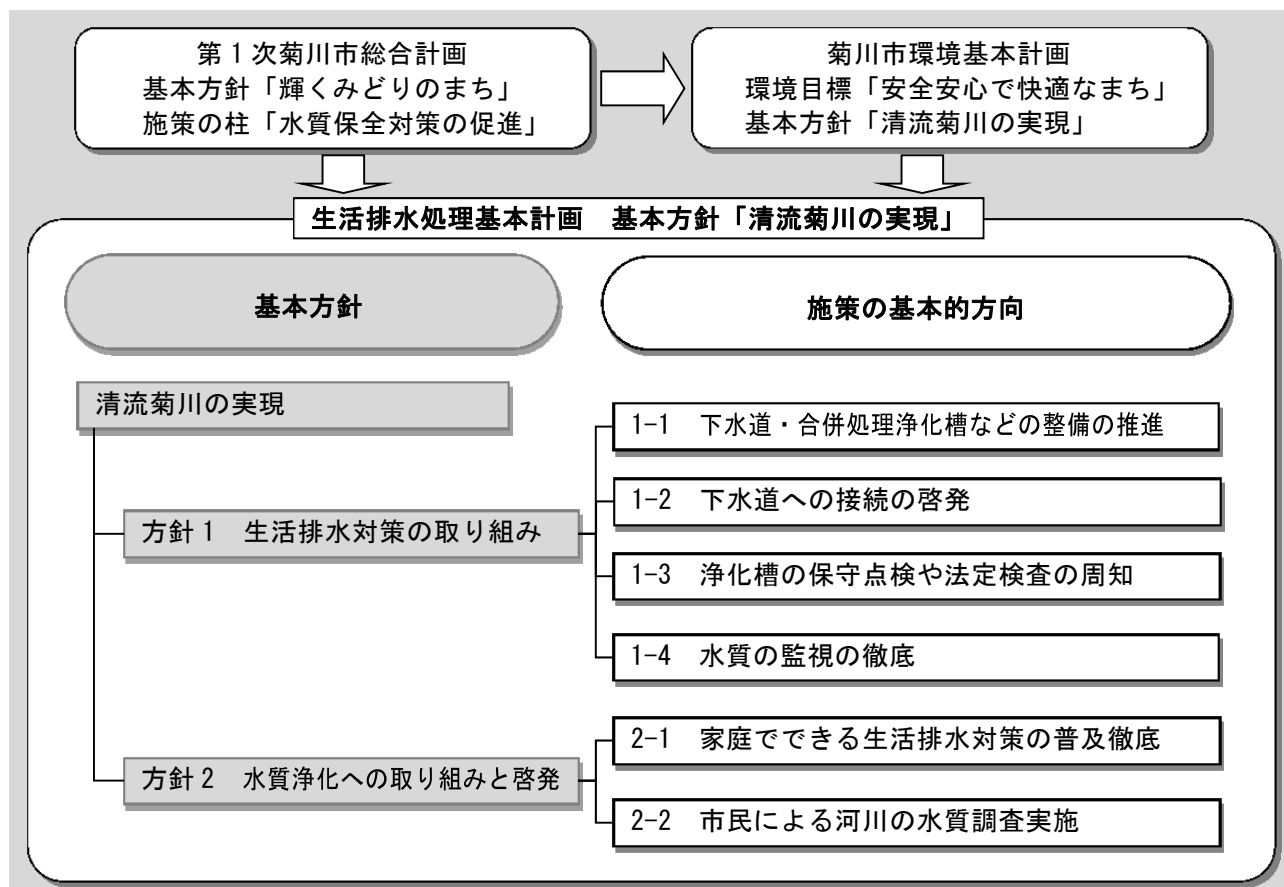 第1次菊川市総合計画
基本方針「輝くみどりのまち」
施策の柱「水質保全対策の促進」
菊川市環境基本計画
環境目標「安全安心で快適なまち」
基本方針「清流菊川の実現」
生活排水処理基本計画　基本方針「清流菊川の実現」
基本方針
施策の基本的方向
清流菊川の実現
方針1　生活排水対策の取り組み
1-1　下水道・合併処理浄化槽などの整備の推進
1-2　下水道への接続の啓発
1-3　浄化槽の保守点検や法定検査の周知
1-4　水質の監視の徹底
方針2　水質浄化への取り組みと啓発
2-1　家庭でできる生活排水対策の普及徹底
2-2　市民による河川の水質調査実施